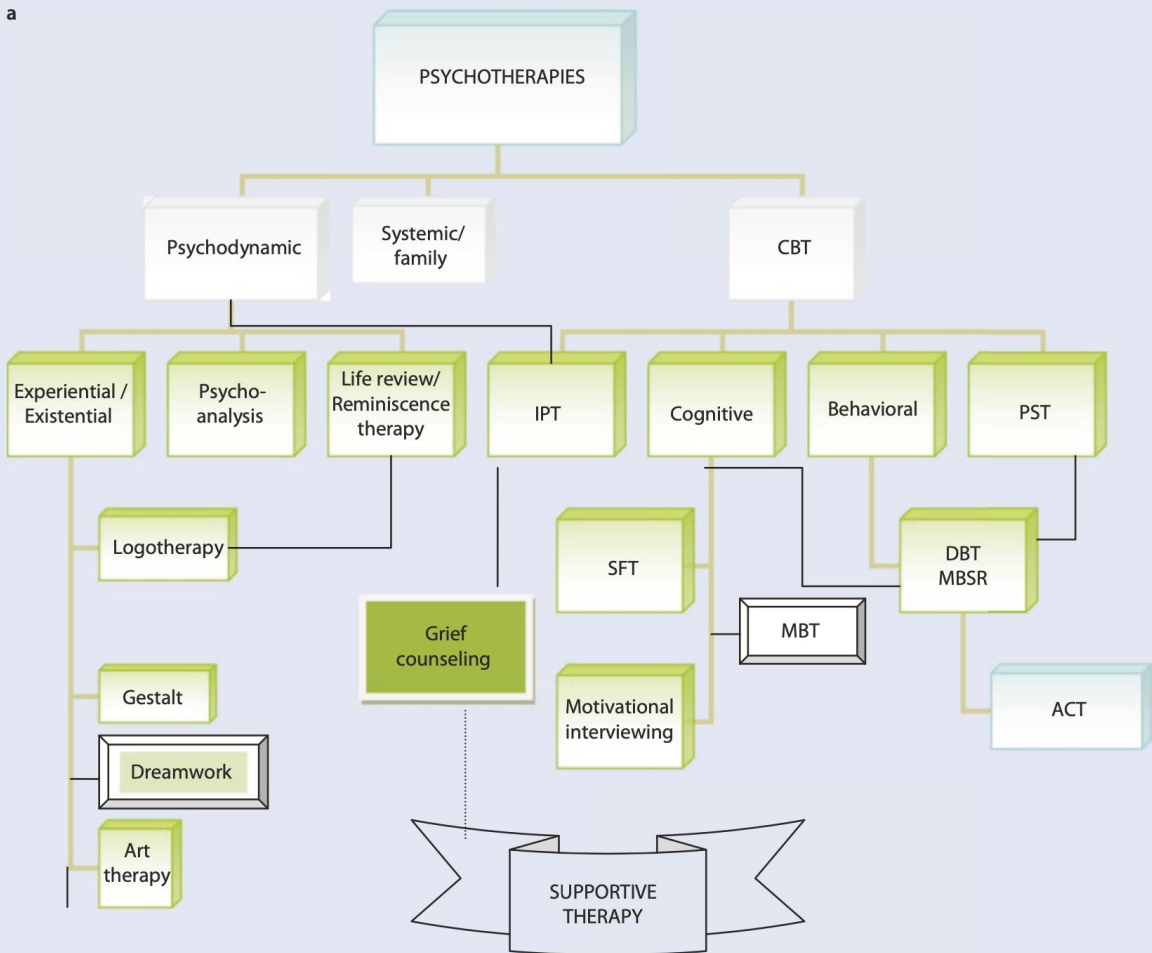 a
PSYCHOTHERAPIES
Psychodynamic
Systemic/
family
CBT
Experiential /
Existential
Psycho-
analysis
Life review/
Reminiscence
therapy
IPT
Cognitive
Behavioral
PST
Logotherapy
SFT
DBT
MBSR
Grief
counseling
MBT
Gestalt
Motivational
interviewing
ACT
Dreamwork
Art
therapy
SUPPORTIVE
THERAPY